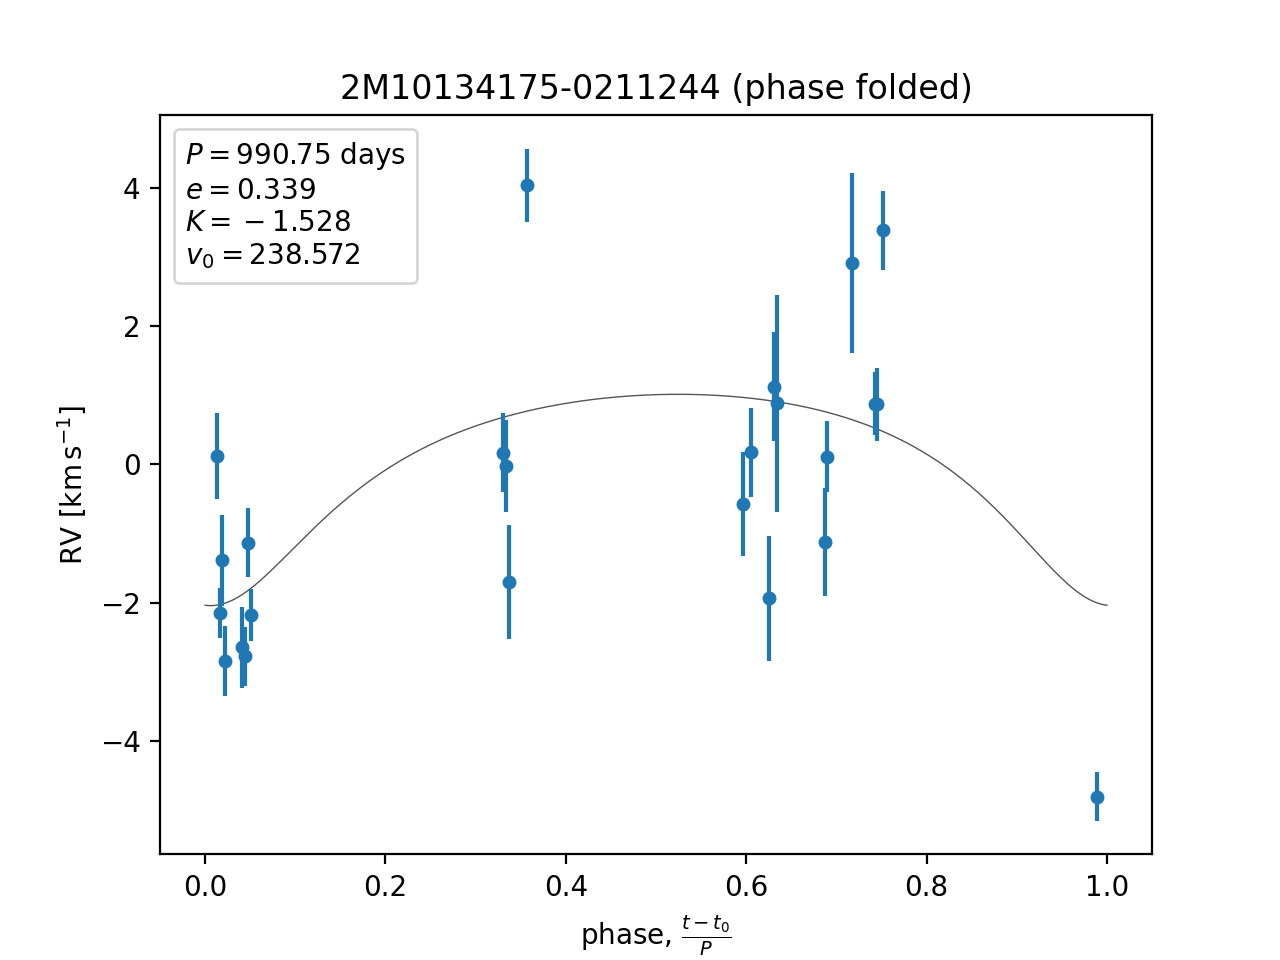 2M10134175-0211244 (phase folded)
P = 990.75 days
e = 0.339
K = −1.528
v₀ = 238.572
RV [km s⁻¹]
4
2
0
−2
−4
0.0 0.2 0.4 0.6 0.8 1.0
phase, (t − t₀)/P